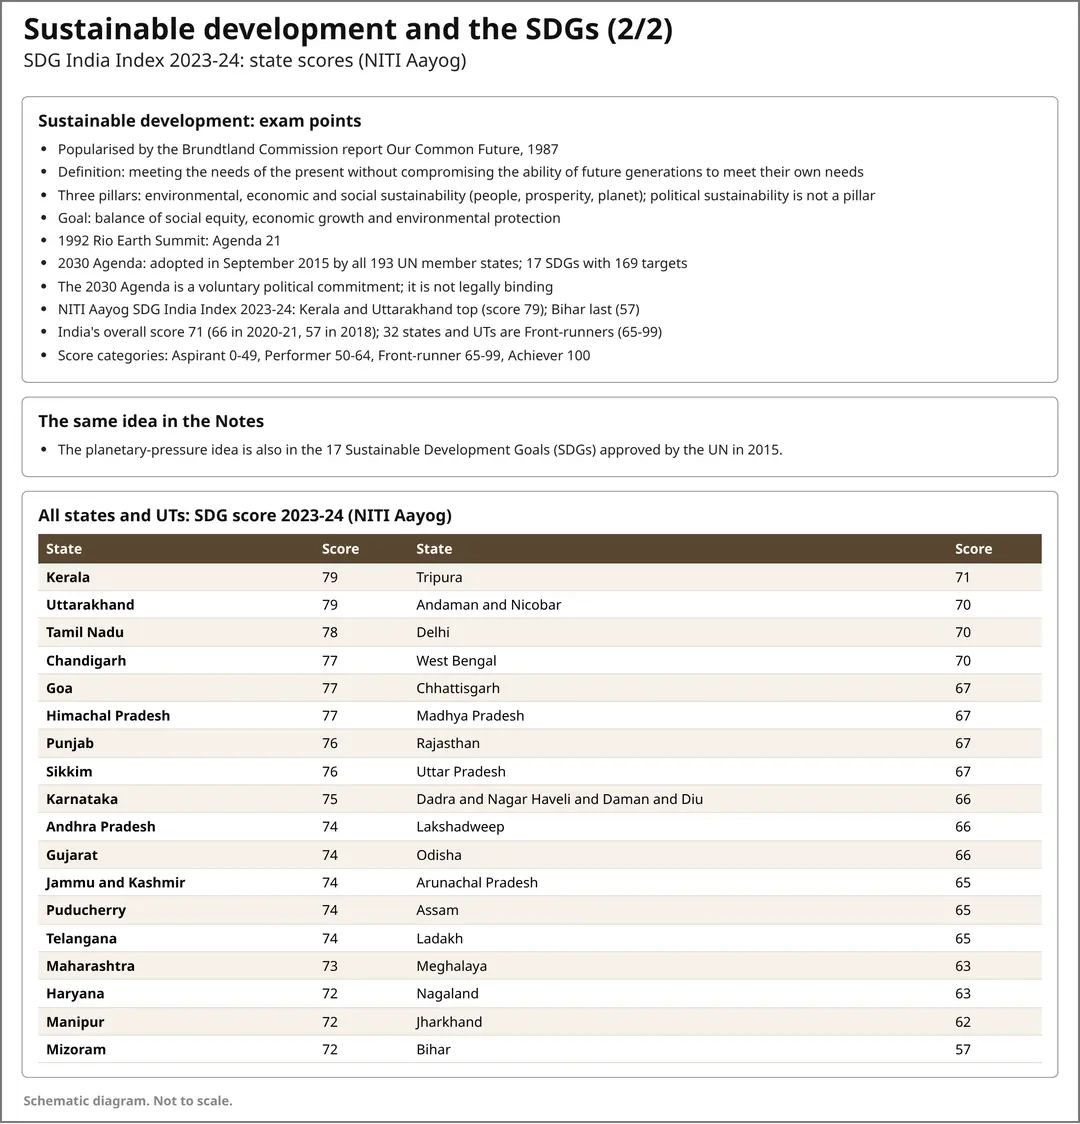 Sustainable development and the SDGs (2/2)
SDG India Index 2023-24: state scores (NITI Aayog)
Sustainable development: exam points
• Popularised by the Brundtland Commission report Our Common Future, 1987
• Definition: meeting the needs of the present without compromising the ability of future generations to meet their own needs
• Three pillars: environmental, economic and social sustainability (people, prosperity, planet); political sustainability is not a pillar
• Goal: balance of social equity, economic growth and environmental protection
• 1992 Rio Earth Summit: Agenda 21
• 2030 Agenda: adopted in September 2015 by all 193 UN member states; 17 SDGs with 169 targets
• The 2030 Agenda is a voluntary political commitment; it is not legally binding
• NITI Aayog SDG India Index 2023-24: Kerala and Uttarakhand top (score 79); Bihar last (57)
• India's overall score 71 (66 in 2020-21, 57 in 2018); 32 states and UTs are Front-runners (65-99)
• Score categories: Aspirant 0-49, Performer 50-64, Front-runner 65-99, Achiever 100
The same idea in the Notes
• The planetary-pressure idea is also in the 17 Sustainable Development Goals (SDGs) approved by the UN in 2015.
All states and UTs: SDG score 2023-24 (NITI Aayog)
State Score State Score
Kerala 79 Tripura 71
Uttarakhand 79 Andaman and Nicobar 70
Tamil Nadu 78 Delhi 70
Chandigarh 77 West Bengal 70
Goa 77 Chhattisgarh 67
Himachal Pradesh 77 Madhya Pradesh 67
Punjab 76 Rajasthan 67
Sikkim 76 Uttar Pradesh 67
Karnataka 75 Dadra and Nagar Haveli and Daman and Diu 66
Andhra Pradesh 74 Lakshadweep 66
Gujarat 74 Odisha 66
Jammu and Kashmir 74 Arunachal Pradesh 65
Puducherry 74 Assam 65
Telangana 74 Ladakh 65
Maharashtra 73 Meghalaya 63
Haryana 72 Nagaland 63
Manipur 72 Jharkhand 62
Mizoram 72 Bihar 57
Schematic diagram. Not to scale.